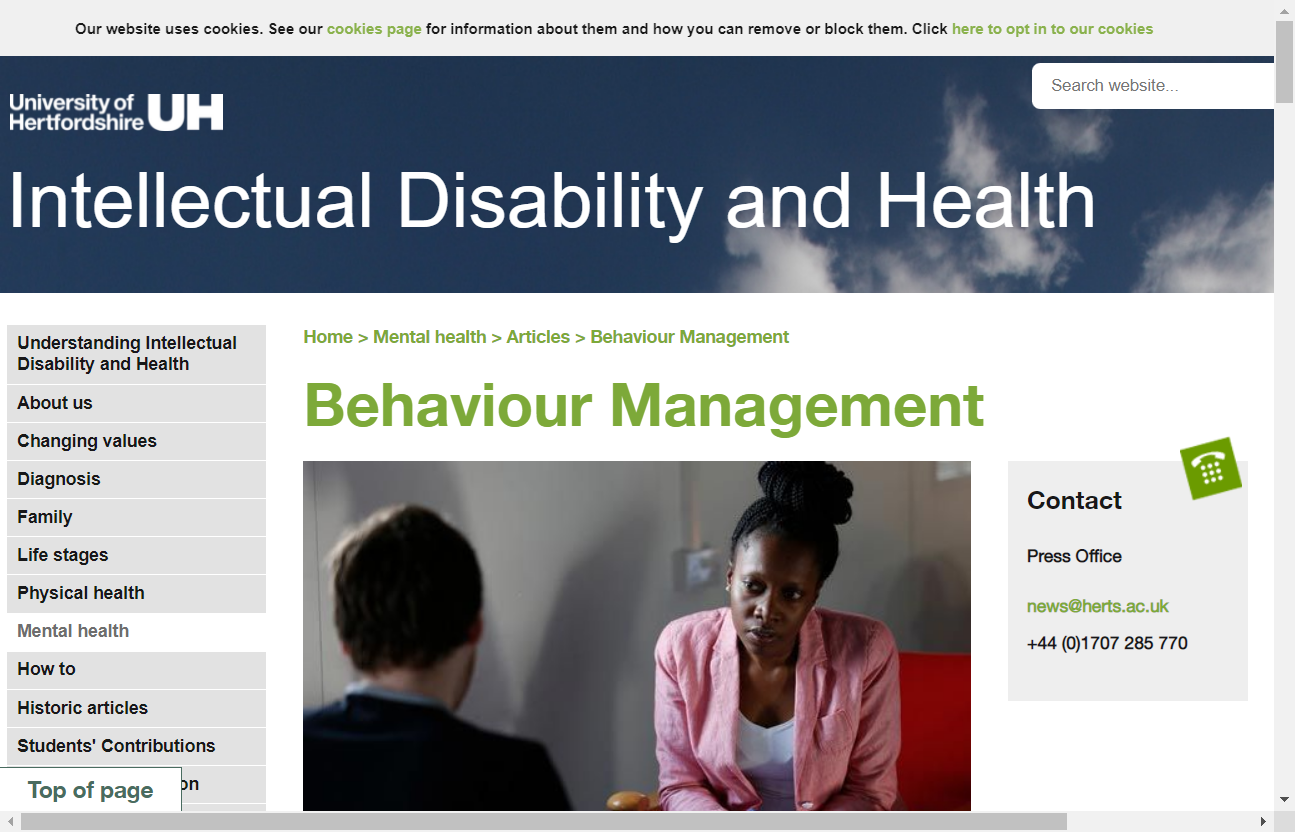 Our website uses cookies. See our cookies page for information about them and how you can remove or block them. Click here to opt in to our cookies
Search website...
University of
Hertfordshire UH
Intellectual Disability and Health
Understanding Intellectual
Disability and Health
About us
Changing values
Diagnosis
Family
Life stages
Physical health
Mental health
How to
Historic articles
Students' Contributions
on
Top of page
Home > Mental health > Articles > Behaviour Management
Behaviour Management
Contact
Press Office
news@herts.ac.uk
+44 (0)1707 285 770